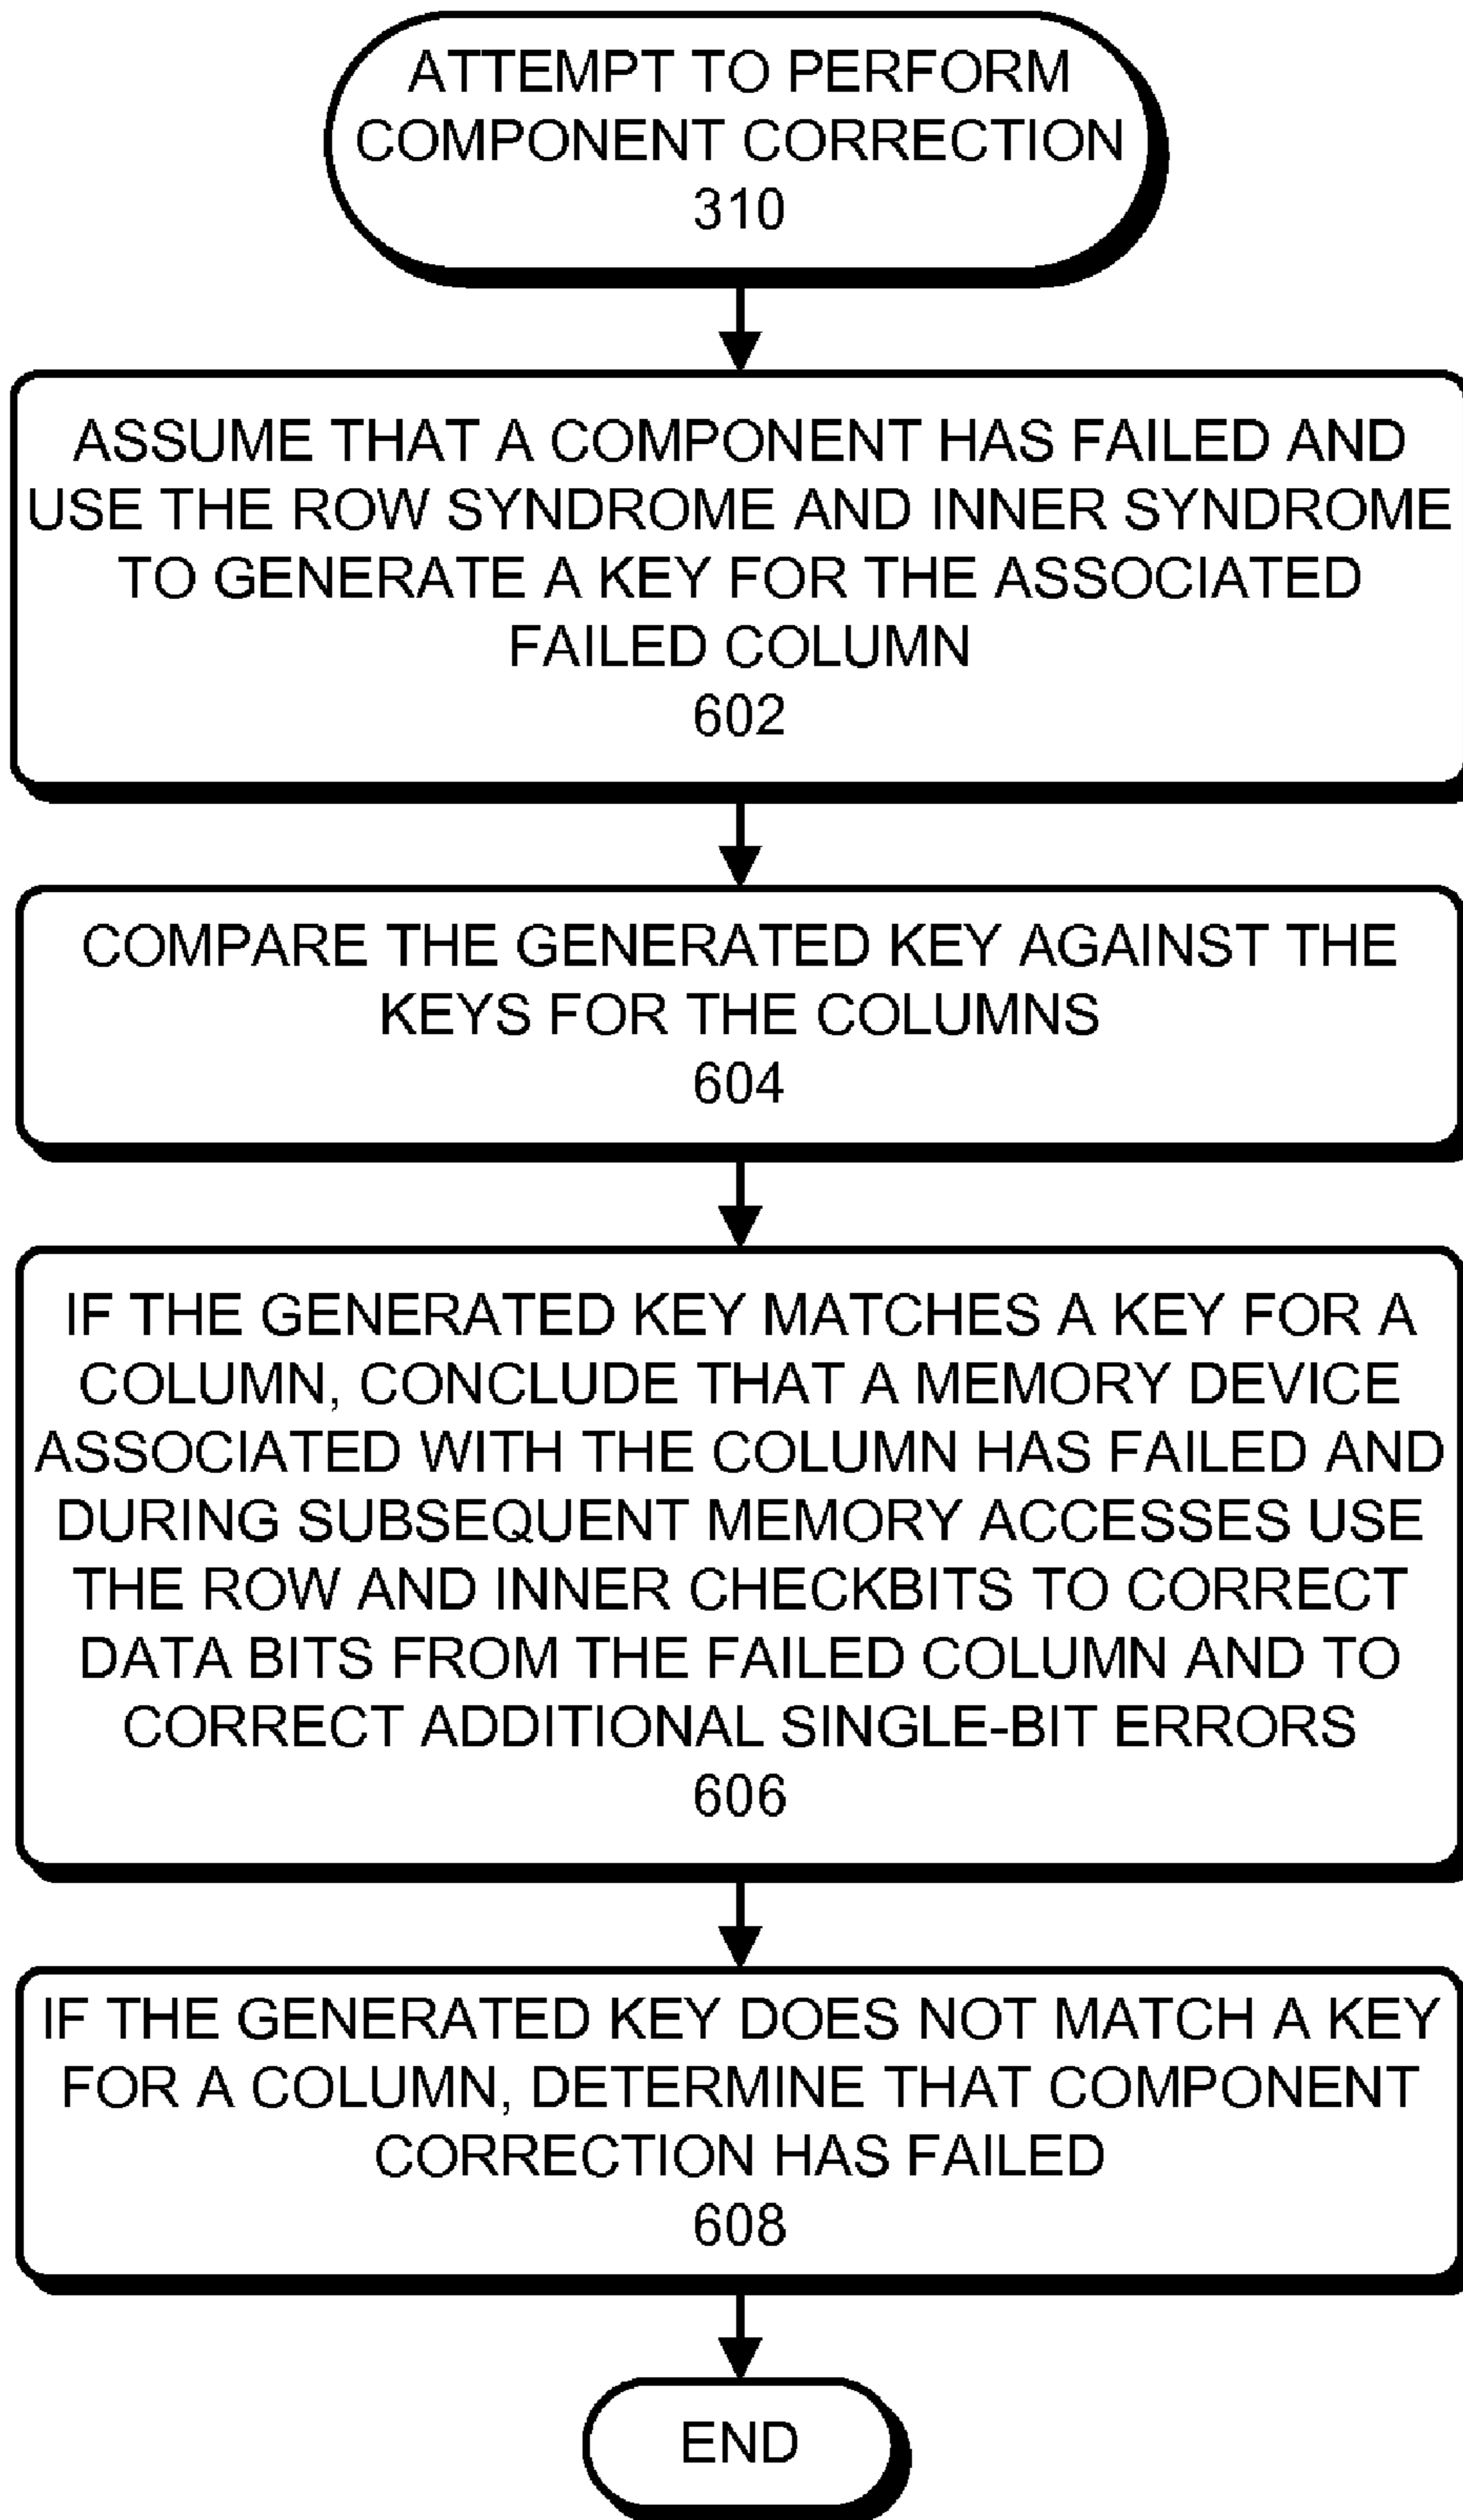 ATTEMPT TO PERFORM
COMPONENT CORRECTION
310
ASSUME THAT A COMPONENT HAS FAILED AND
USE THE ROW SYNDROME AND INNER SYNDROME
TO GENERATE A KEY FOR THE ASSOCIATED
FAILED COLUMN
602
COMPARE THE GENERATED KEY AGAINST THE
KEYS FOR THE COLUMNS
604
IF THE GENERATED KEY MATCHES A KEY FOR A
COLUMN, CONCLUDE THAT A MEMORY DEVICE
ASSOCIATED WITH THE COLUMN HAS FAILED AND
DURING SUBSEQUENT MEMORY ACCESSES USE
THE ROW AND INNER CHECKBITS TO CORRECT
DATA BITS FROM THE FAILED COLUMN AND TO
CORRECT ADDITIONAL SINGLE-BIT ERRORS
606
IF THE GENERATED KEY DOES NOT MATCH A KEY
FOR A COLUMN, DETERMINE THAT COMPONENT
CORRECTION HAS FAILED
608
END